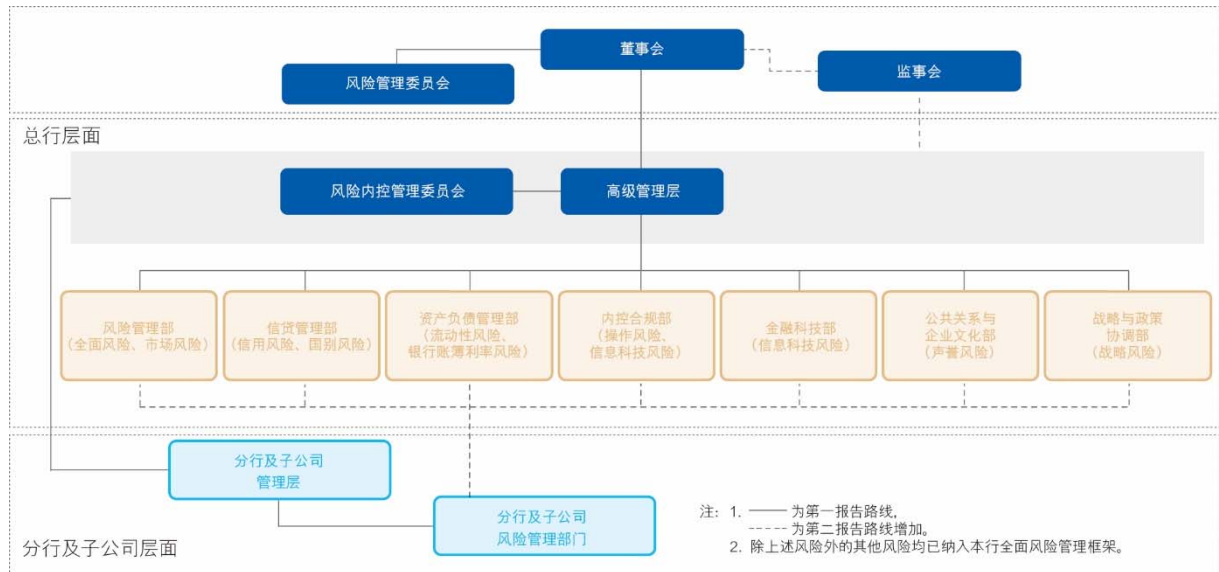 董事会
监事会
风险管理委员会
总行层面
风险内控管理委员会
高级管理层
风险管理部
(全面风险、市场风险)
信贷管理部
(信用风险、国别风险)
资产负债管理部
(流动性风险、
银行账簿利率风险)
内控合规部
(操作风险、
信息科技风险)
金融科技部
(信息科技风险)
公共关系与
企业文化部
(声誉风险)
战略与政策
协调部
(战略风险)
分行及子公司
管理层
分行及子公司
风险管理部门
分行及子公司层面
注: 1. —— 为第一报告路线,
----- 为第二报告路线增加。
2. 除上述风险外的其他风险均已纳入本行全面风险管理框架。